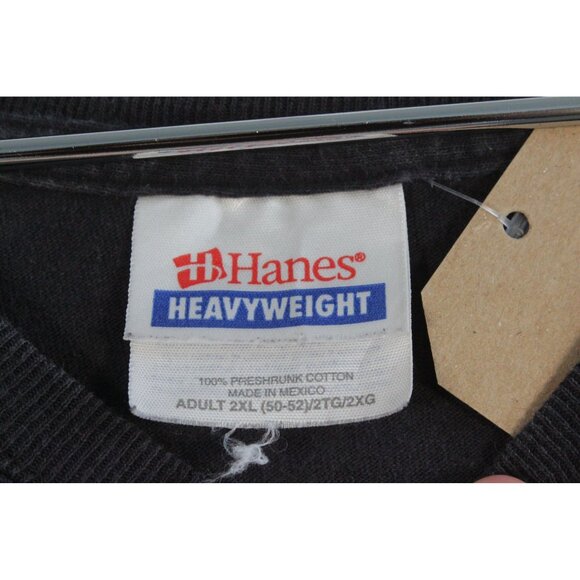 Hanes®
HEAVYWEIGHT
100% PRESHRUNK COTTON
MADE IN MEXICO
ADULT 2XL (50-52)/2TG/2XG